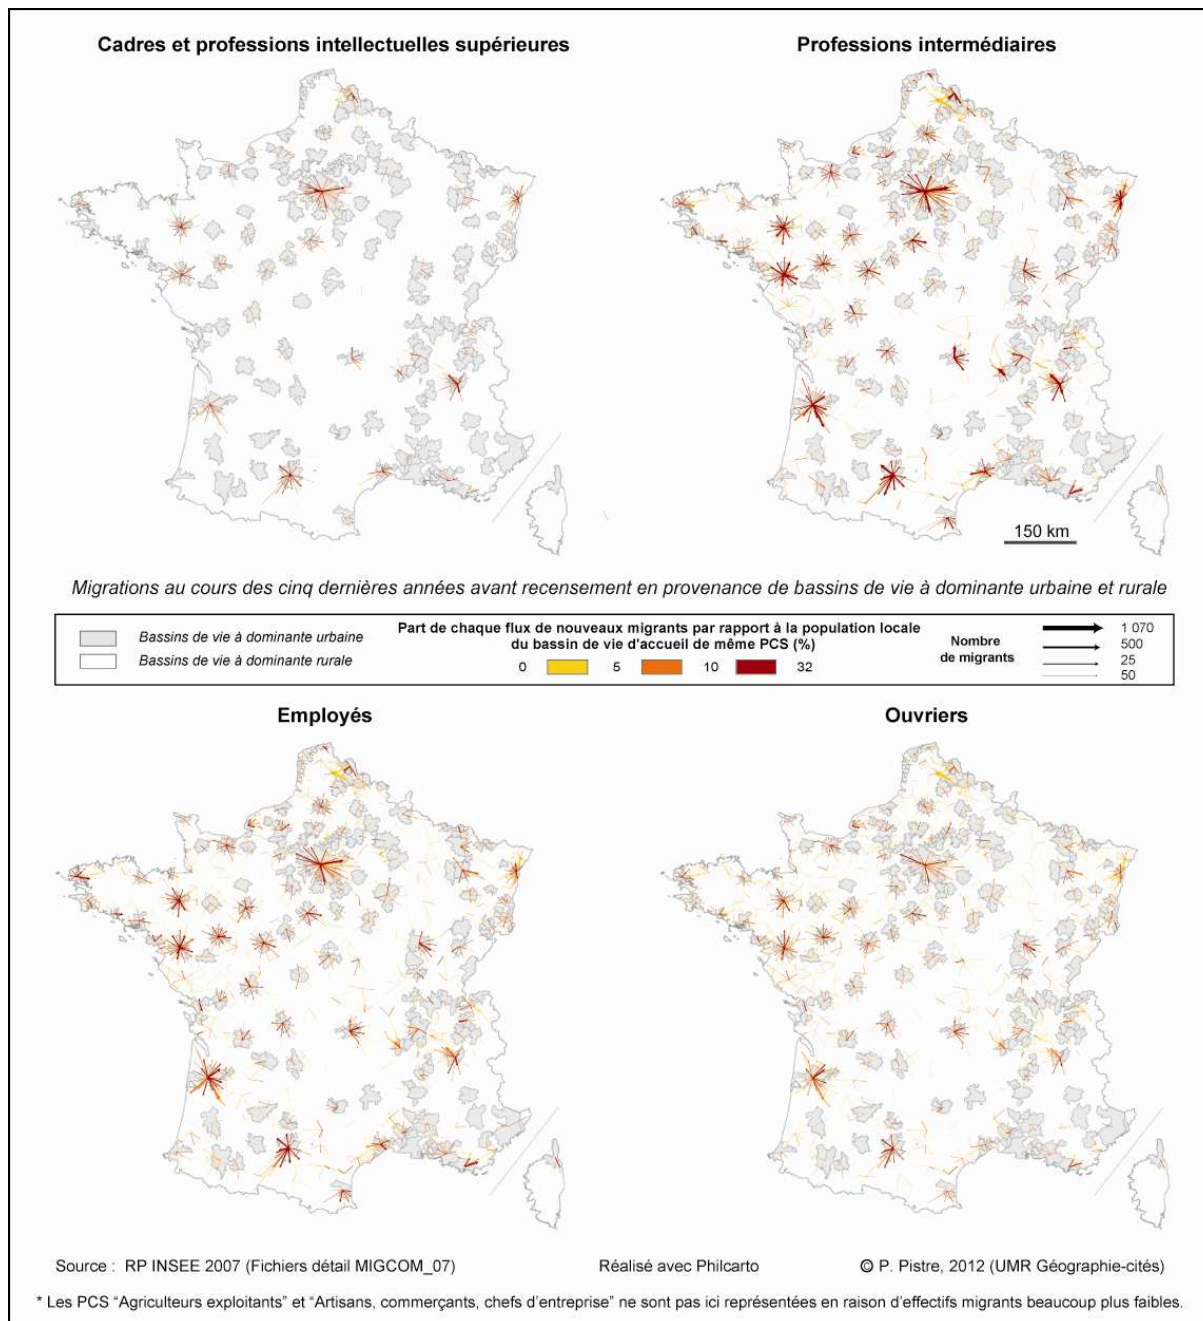 Cadres et professions intellectuelles supérieures
Professions intermédiaires
150 km
Migrations au cours des cinq dernières années avant recensement en provenance de bassins de vie à dominante urbaine et rurale
Bassins de vie à dominante urbaine
Bassins de vie à dominante rurale
Part de chaque flux de nouveaux migrants par rapport à la population locale
du bassin de vie d'accueil de même PCS (%)
0 5 10 32
Nombre
de migrants
1 070
500
25
50
Employés
Ouvriers
Source : RP INSEE 2007 (Fichiers détail MIGCOM_07)
Réalisé avec Philcarto
© P. Pistre, 2012 (UMR Géographie-cités)
* Les PCS “Agriculteurs exploitants” et “Artisans, commerçants, chefs d'entreprise” ne sont pas ici représentées en raison d'effectifs migrants beaucoup plus faibles.